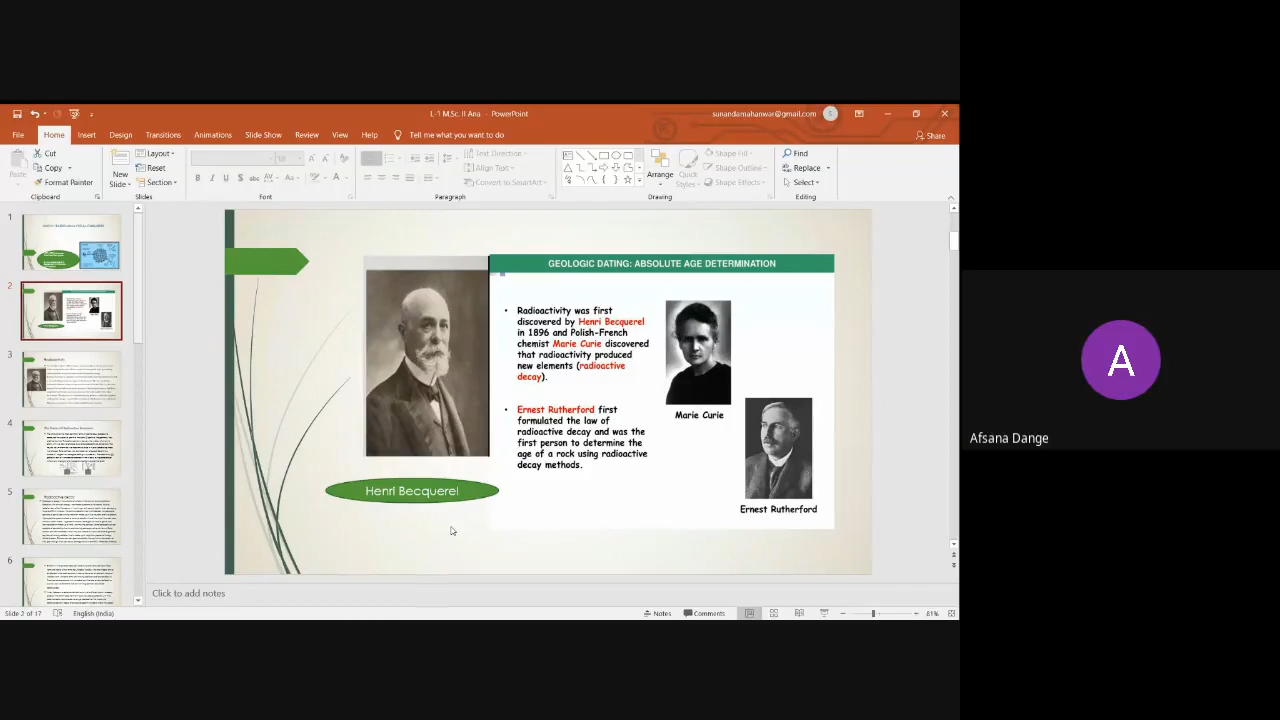 L-1 M.Sc. II Ana - PowerPoint
sunandamahanwar@gmail.com
S
File Home Insert Design Transitions Animations Slide Show Review View Help Tell me what you want to do
Share
Paste
Cut
Copy
Format Painter
Clipboard
New
Slide
Layout
Reset
Section
Slides
Font
Text Direction
Align Text
Convert to SmartArt
Paragraph
Arrange
Quick
Styles
Shape Fill
Shape Outline
Shape Effects
Drawing
Find
Replace
Select
Editing
1
2
3
4
5
6
GEOLOGIC DATING: ABSOLUTE AGE DETERMINATION
• Radioactivity was first
discovered by Henri Becquerel
in 1896 and Polish-French
chemist Marie Curie discovered
that radioactivity produced
new elements (radioactive
decay).
• Ernest Rutherford first
formulated the law of
radioactive decay and was the
first person to determine the
age of a rock using radioactive
decay methods.
Marie Curie
Ernest Rutherford
Henri Becquerel
Click to add notes
Slide 2 of 17 English (India)
Notes Comments 81%
A
Afsana Dange